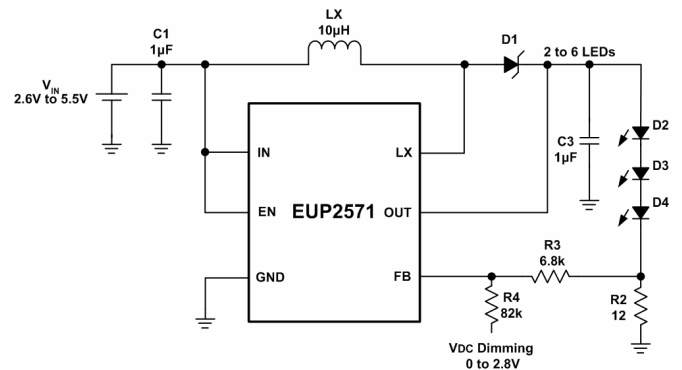 LX
10µH
C1
1µF
D1
2 to 6 LEDs
VIN
2.6V to 5.5V
D2
IN
LX
C3
1µF
D3
EN
EUP2571
OUT
D4
R3
6.8k
GND
FB
R4
82k
R2
12
VDC Dimming
0 to 2.8V